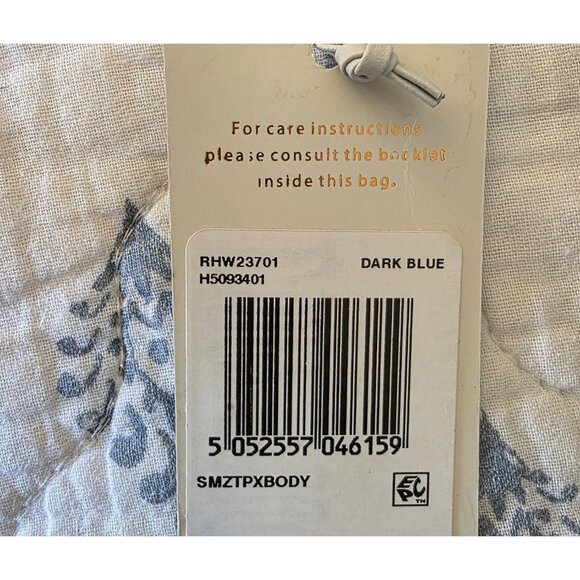 For care instructions
please consult the booklet
inside this bag.
RHW23701 DARK BLUE
H5093401
5 052557 046159
SMZTPXBODY
EPC TM